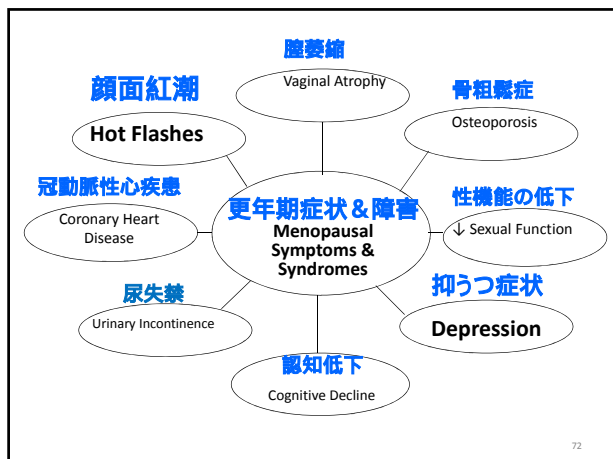 膣萎縮
Vaginal Atrophy
顔面紅潮
Hot Flashes
骨粗鬆症
Osteoporosis
冠動脈性心疾患
Coronary Heart
Disease
更年期症状＆障害
Menopausal
Symptoms &
Syndromes
性機能の低下
↓ Sexual Function
尿失禁
Urinary Incontinence
抑うつ症状
Depression
認知低下
Cognitive Decline
72